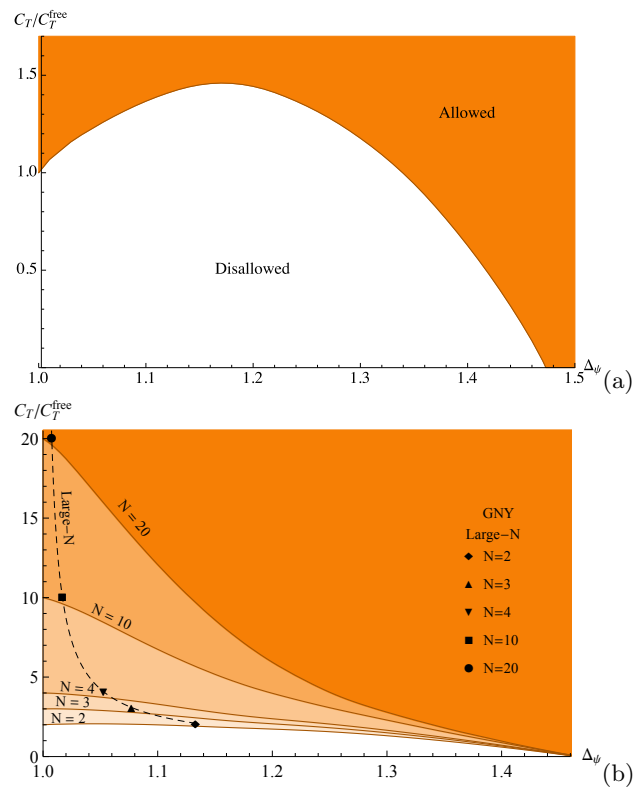 C_T/C_T^free
1.5
Allowed
1.0
Disallowed
0.5
1.0 1.1 1.2 1.3 1.4 1.5 Δ_ψ (a)
C_T/C_T^free
20
Large-N
N = 20
GNY
Large-N
15
N=2
N=3
10
N = 10
N=4
N=10
5
N=20
N = 4
N = 3
N = 2
0
1.0 1.1 1.2 1.3 1.4 Δ_ψ (b)